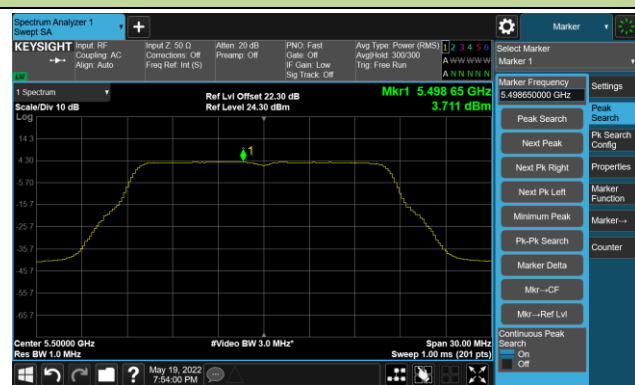 Spectrum Analyzer 1
Swept SA
+
Marker
KEYSIGHT
Input: RF
Coupling: AC
Align: Auto
Input Z: 50 Ω
Corrections: Off
Freq Ref: Int (S)
Atten: 20 dB
Preamp: Off
PNO: Fast
Gate: Off
IF Gain: Low
Sig Track: Off
Avg Type: Power (RMS)
Avg|Hold: 300/300
Trig: Free Run
1 2 3 4 5 6
A W W W W W
A N N N N N
LW
Select Marker
Marker 1
1 Spectrum
Scale/Div 10 dB
Log
Ref Lvl Offset 22.30 dB
Ref Level 24.30 dBm
Mkr1 5.498 65 GHz
3.711 dBm
14.3
4.30
-5.70
-15.7
-25.7
-35.7
-45.7
-55.7
-65.7
1
Center 5.50000 GHz
Res BW 1.0 MHz
#Video BW 3.0 MHz*
Span 30.00 MHz
Sweep 1.00 ms (201 pts)
Marker Frequency
5.498650000 GHz
Peak Search
Next Peak
Next Pk Right
Next Pk Left
Minimum Peak
Pk-Pk Search
Marker Delta
Mkr→CF
Mkr→Ref Lvl
Continuous Peak
Search
On
Off
Settings
Peak
Search
Pk Search
Config
Properties
Marker
Function
Marker→
Counter
?
May 19, 2022
7:54:00 PM